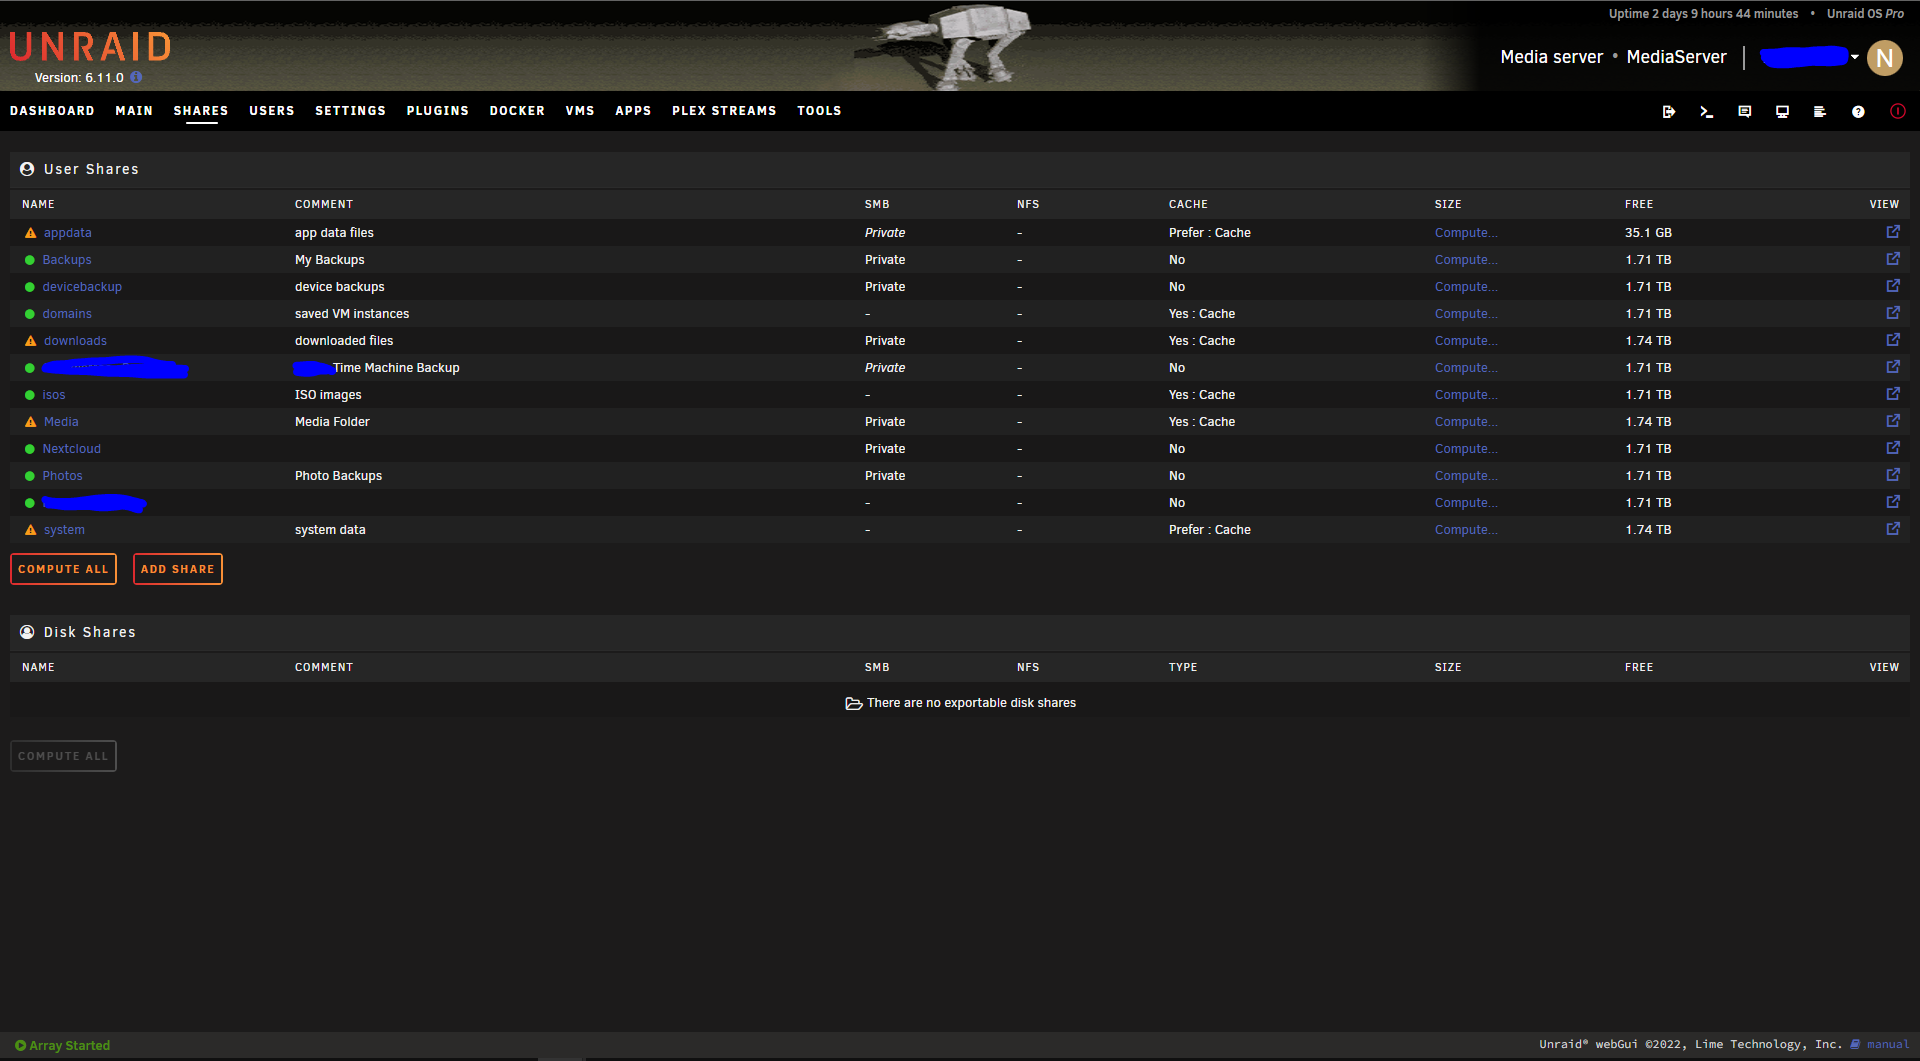 Uptime 2 days 9 hours 44 minutes • Unraid OS Pro
UNRAID
Version: 6.11.0
Media server • MediaServer
N
DASHBOARD MAIN SHARES USERS SETTINGS PLUGINS DOCKER VMS APPS PLEX STREAMS TOOLS
User Shares
NAME COMMENT SMB NFS CACHE SIZE FREE VIEW
appdata app data files Private - Prefer : Cache Compute... 35.1 GB
Backups My Backups Private - No Compute... 1.71 TB
devicebackup device backups Private - No Compute... 1.71 TB
domains saved VM instances - - Yes : Cache Compute... 1.71 TB
downloads downloaded files Private - Yes : Cache Compute... 1.74 TB
Time Machine Backup Private - No Compute... 1.71 TB
isos ISO images - - Yes : Cache Compute... 1.71 TB
Media Media Folder Private - Yes : Cache Compute... 1.74 TB
Nextcloud Private - No Compute... 1.71 TB
Photos Photo Backups Private - No Compute... 1.71 TB
- - No Compute... 1.71 TB
system system data - - Prefer : Cache Compute... 1.74 TB
COMPUTE ALL ADD SHARE
Disk Shares
NAME COMMENT SMB NFS TYPE SIZE FREE VIEW
There are no exportable disk shares
COMPUTE ALL
Array Started
Unraid® webGui ©2022, Lime Technology, Inc. manual